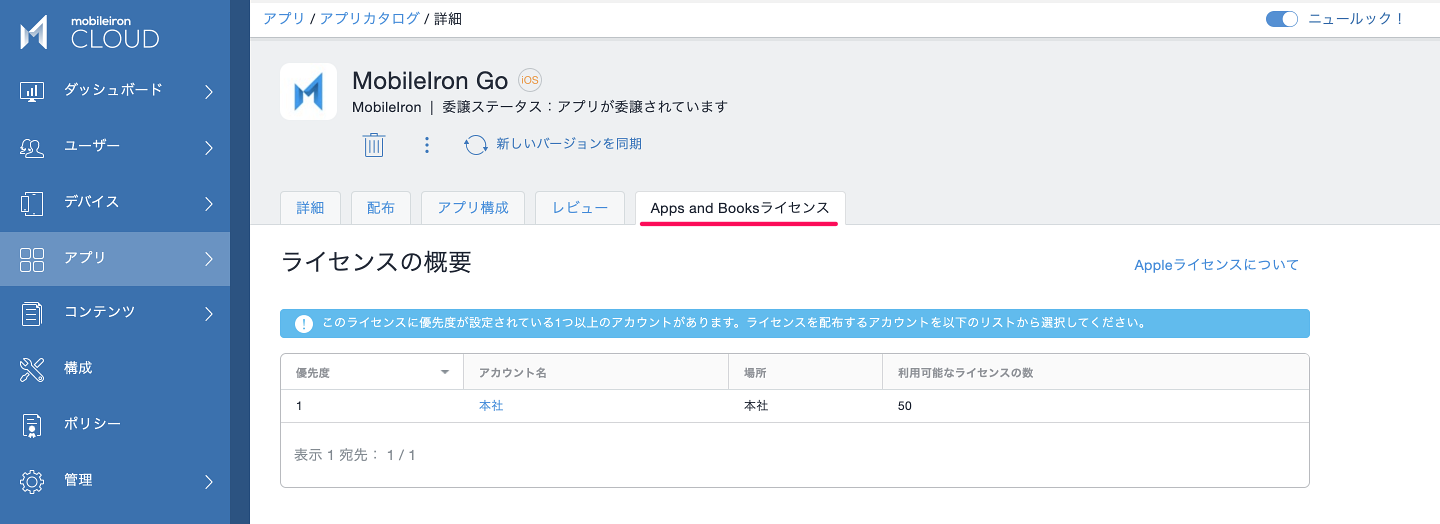 mobileiron
CLOUD
ダッシュボード
ユーザー
デバイス
アプリ
コンテンツ
構成
ポリシー
管理
アプリ / アプリカタログ / 詳細
ニュールック！
MobileIron Go iOS
MobileIron | 委譲ステータス：アプリが委譲されています
新しいバージョンを同期
詳細 配布 アプリ構成 レビュー Apps and Booksライセンス
ライセンスの概要
Appleライセンスについて
このライセンスに優先度が設定されている1つ以上のアカウントがあります。ライセンスを配布するアカウントを以下のリストから選択してください。
優先度 アカウント名 場所 利用可能なライセンスの数
1 本社 本社 50
表示 1 宛先： 1 / 1